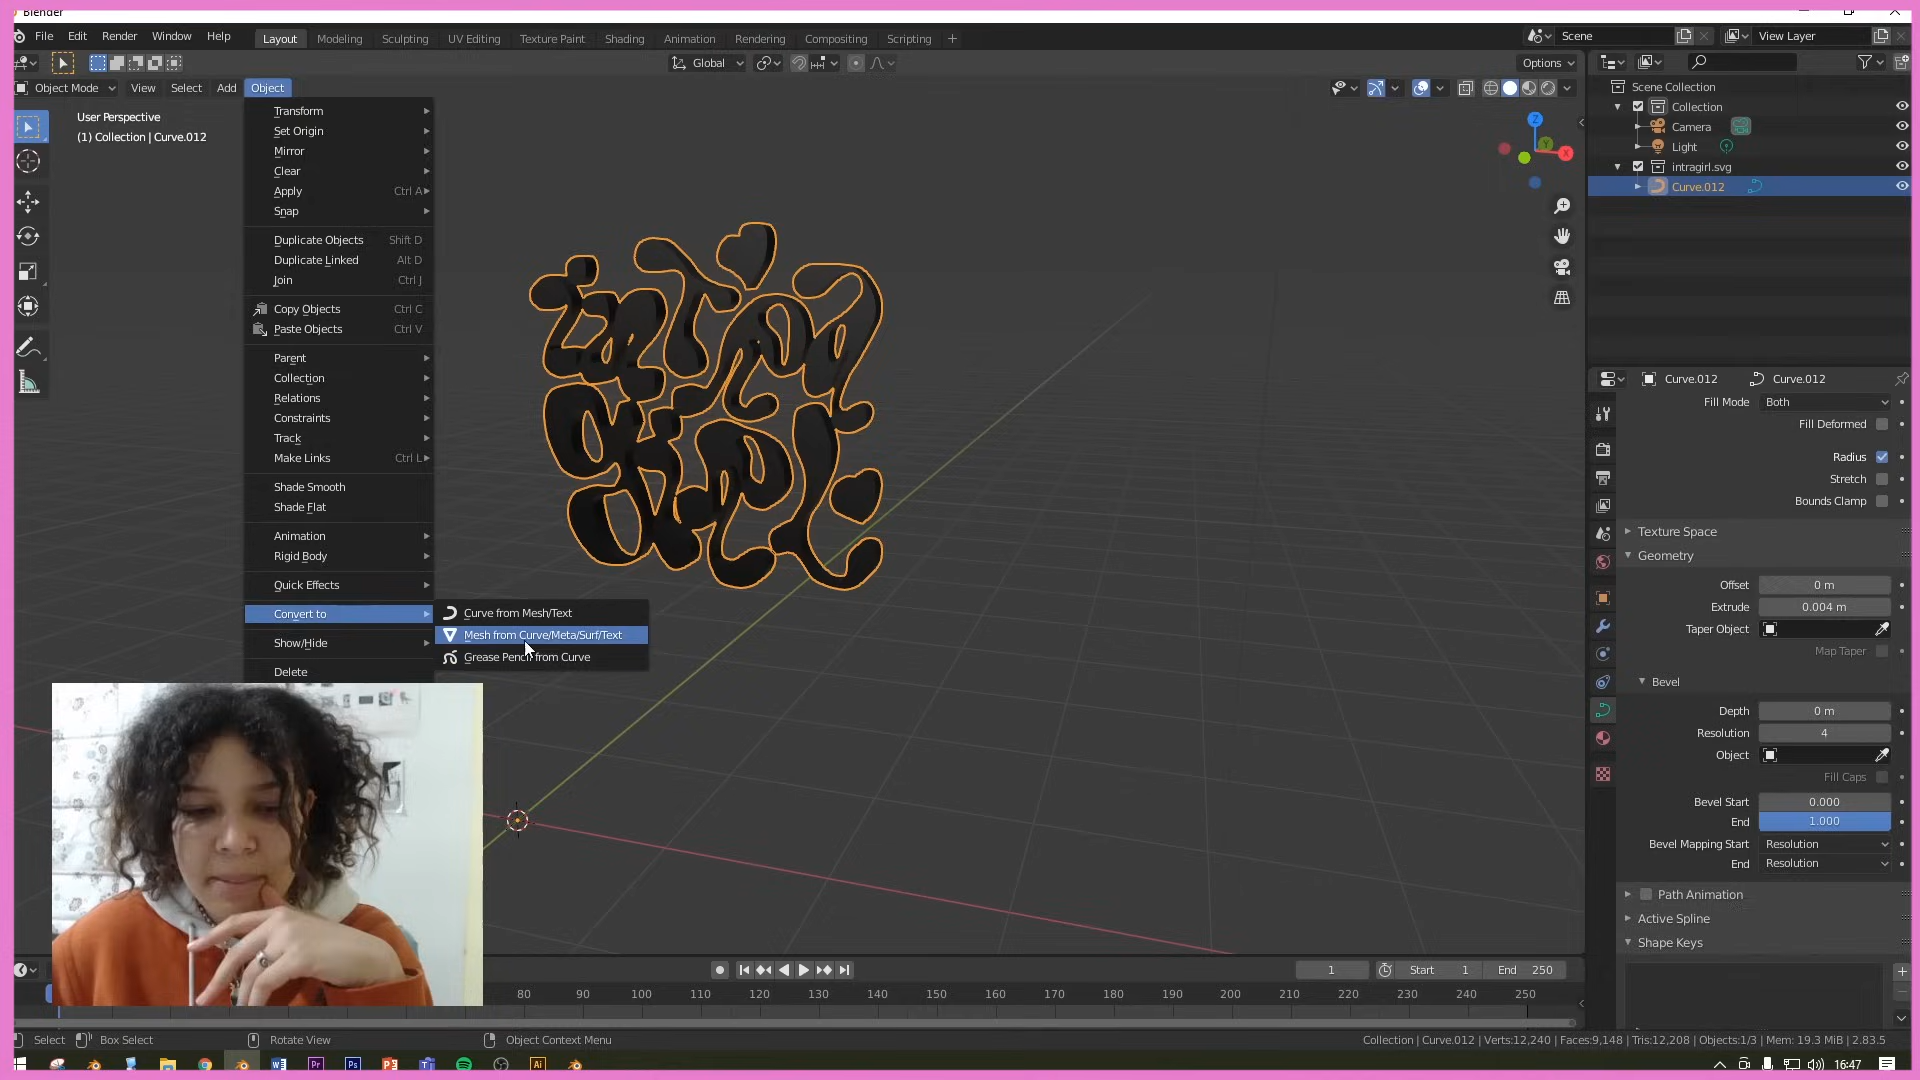 Blender
File Edit Render Window Help
Layout Modeling Sculpting UV Editing Texture Paint Shading Animation Rendering Compositing Scripting +
Scene
View Layer
Global
Options
Object Mode View Select Add Object
User Perspective
(1) Collection | Curve.012
Transform
Set Origin
Mirror
Clear
Apply Ctrl A
Snap
Duplicate Objects Shift D
Duplicate Linked Alt D
Join Ctrl J
Copy Objects Ctrl C
Paste Objects Ctrl V
Parent
Collection
Relations
Constraints
Track
Make Links Ctrl L
Shade Smooth
Shade Flat
Animation
Rigid Body
Quick Effects
Convert to
Show/Hide
Delete
Curve from Mesh/Text
Mesh from Curve/Meta/Surf/Text
Grease Pencil from Curve
Z
Y
X
Scene Collection
Collection
Camera
Light
intragirl.svg
Curve.012
Curve.012 Curve.012
Fill Mode Both
Fill Deformed
Radius
Stretch
Bounds Clamp
Texture Space
Geometry
Offset 0 m
Extrude 0.004 m
Taper Object
Map Taper
Bevel
Depth 0 m
Resolution 4
Object
Fill Caps
Bevel Start 0.000
End 1.000
Bevel Mapping Start Resolution
End Resolution
Path Animation
Active Spline
Shape Keys
1 Start 1 End 250
80 90 100 110 120 130 140 150 160 170 180 190 200 210 220 230 240 250
Select Box Select Rotate View Object Context Menu
Collection | Curve.012 | Verts:12,240 | Faces:9,148 | Tris:12,208 | Objects:1/3 | Mem: 19.3 MiB | 2.83.5
16:47